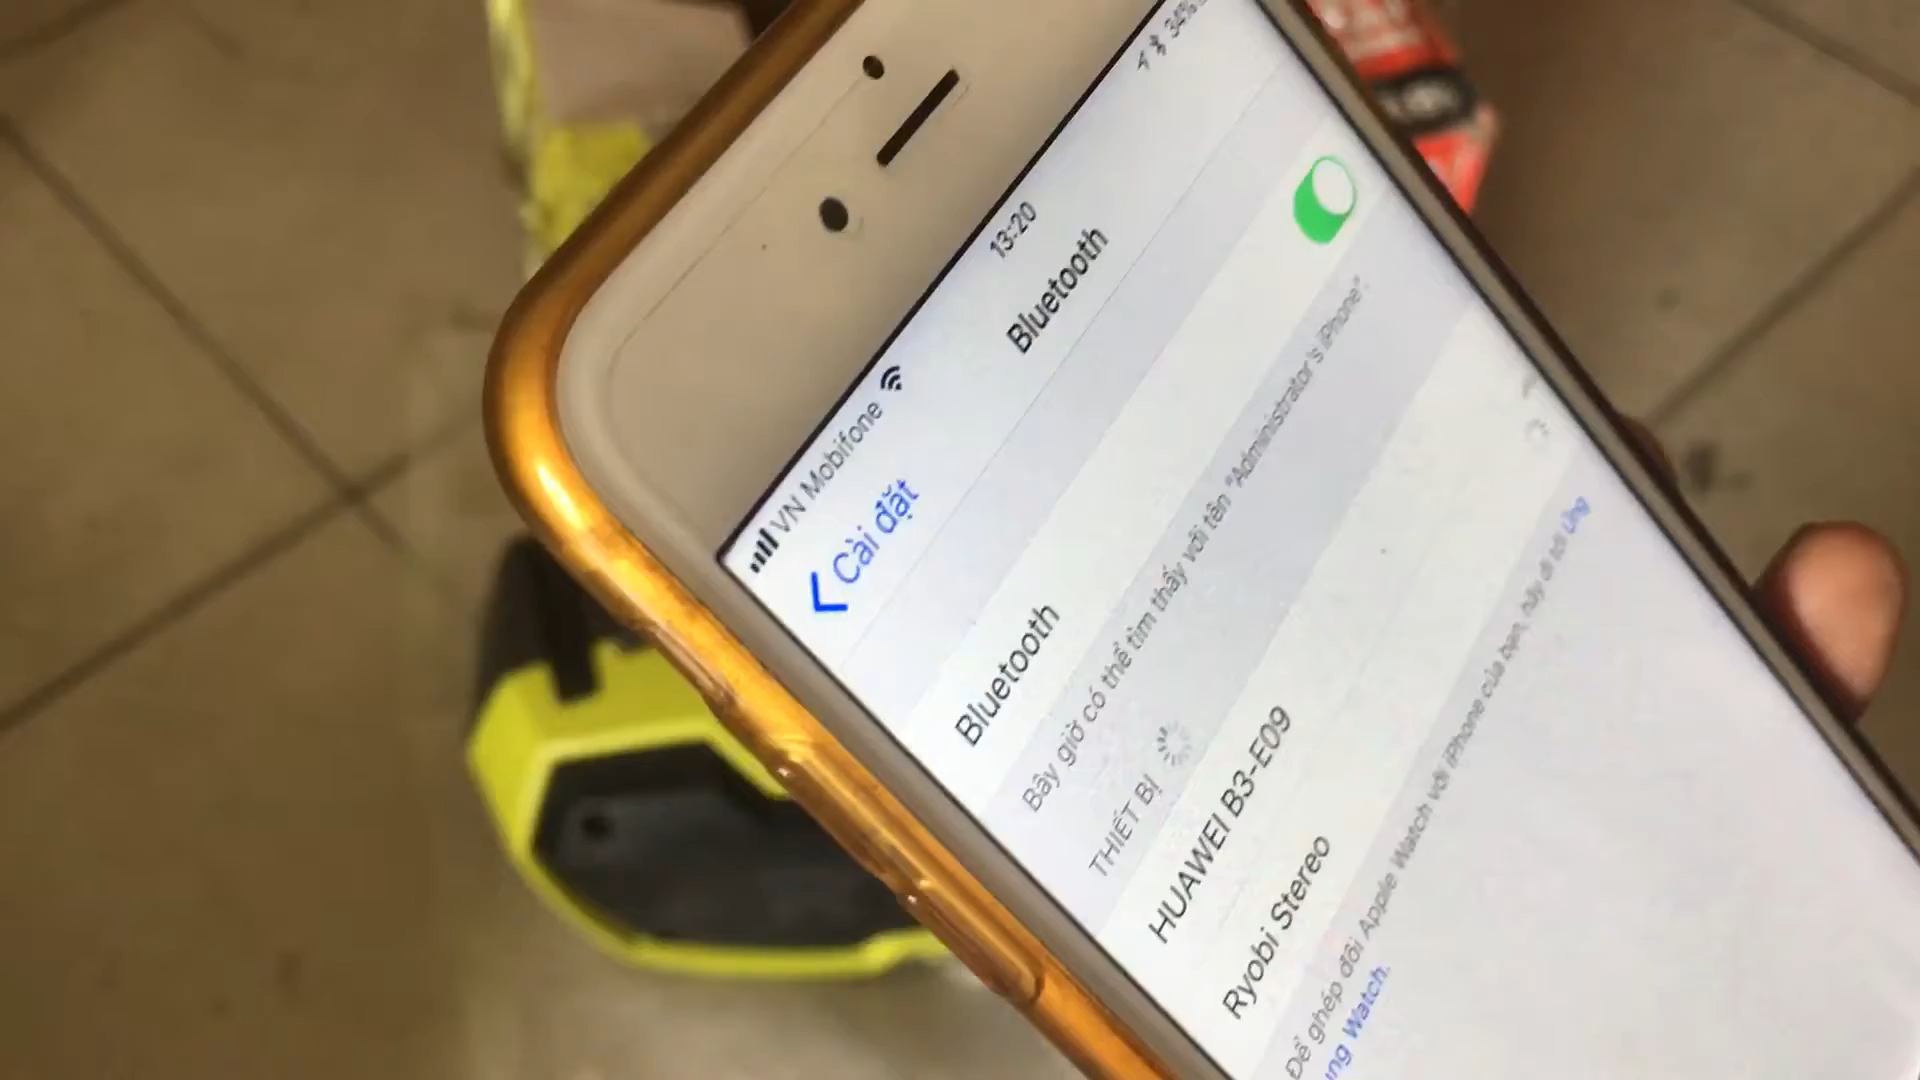 VN Mobifone 13:20 34%
Cài đặt Bluetooth
Bluetooth
Bây giờ có thể tìm thấy với tên "Administrator's iPhone".
THIẾT BỊ
HUAWEI B3-E09
Ryobi Stereo
Để ghép đôi Apple Watch với iPhone của bạn, hãy đi tới Ứng
ụng Watch.